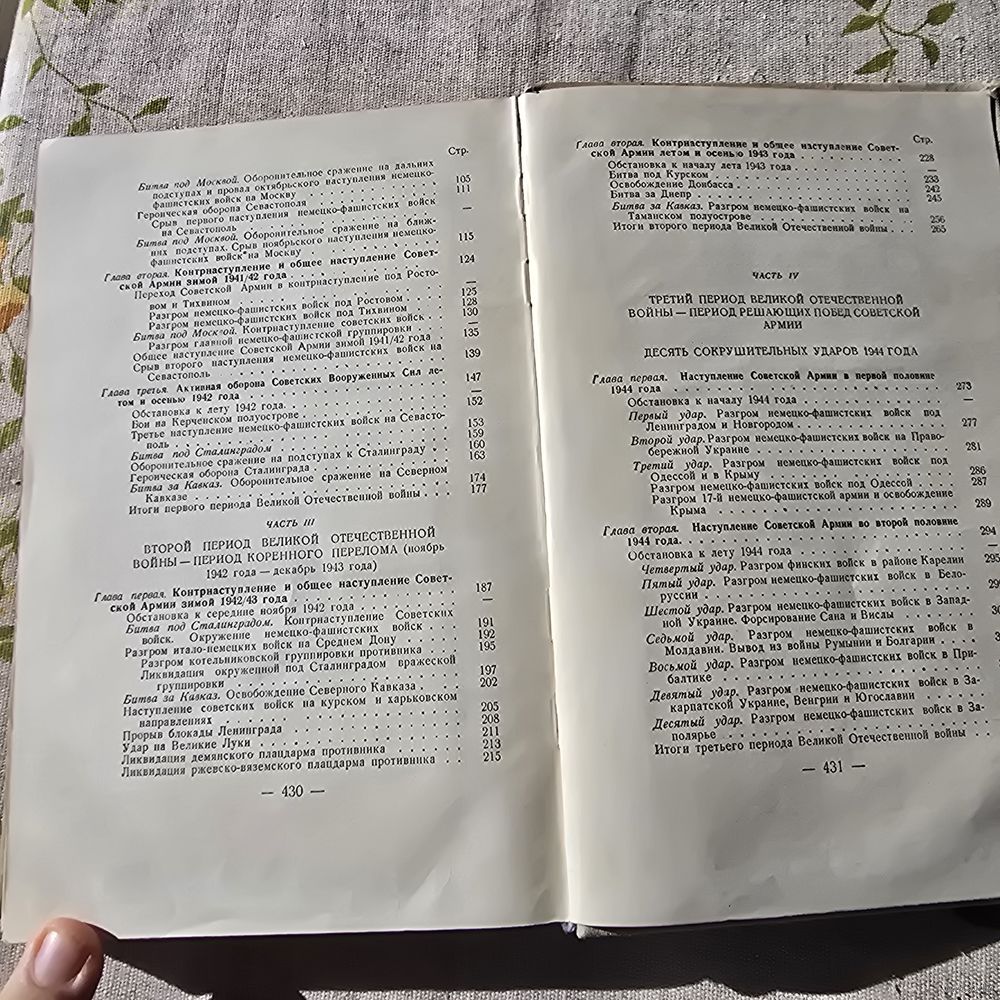 Стр.
Битва под Москвой. Оборонительное сражение на дальних
подступах и провал октябрьского наступления немецко-
фашистских войск на Москву . . . 105
Героическая оборона Севастополя . . . 111
Срыв первого наступления немецко-фашистских войск
на Севастополь . . . —
Битва под Москвой. Оборонительное сражение на ближ-
них подступах. Срыв ноябрьского наступления немецко-
фашистских войск на Москву . . . 115
Глава вторая. Контрнаступление и общее наступление Совет-
ской Армии зимой 1941/42 года . . . 124
Переход Советской Армии в контрнаступление под Росто-
вом и Тихвином . . . —
Разгром немецко-фашистских войск под Ростовом . . . 125
Разгром немецко-фашистских войск под Тихвином . . . 128
Битва под Москвой. Контрнаступление советских войск . . . 130
Разгром главной немецко-фашистской группировки . . . —
Общее наступление Советской Армии зимой 1941/42 года . . . 135
Срыв второго наступления немецко-фашистских войск на
Севастополь . . . 139
Глава третья. Активная оборона Советских Вооруженных Сил ле-
том и осенью 1942 года . . . 147
Обстановка к лету 1942 года . . . —
Бои на Керченском полуострове . . . 152
Третье наступление немецко-фашистских войск на Севасто-
поль . . . 153
Битва под Сталинградом . . . 159
Оборонительное сражение на подступах к Сталинграду . . . 160
Героическая оборона Сталинграда . . . 163
Битва за Кавказ. Оборонительное сражение на Северном
Кавказе . . . 174
Итоги первого периода Великой Отечественной войны . . . 177
ЧАСТЬ III
ВТОРОЙ ПЕРИОД ВЕЛИКОЙ ОТЕЧЕСТВЕННОЙ
ВОЙНЫ — ПЕРИОД КОРЕННОГО ПЕРЕЛОМА (ноябрь
1942 года — декабрь 1943 года)
Глава первая. Контрнаступление и общее наступление Совет-
ской Армии зимой 1942/43 года . . . 187
Обстановка к середине ноября 1942 года . . . —
Битва под Сталинградом. Контрнаступление Советских
войск. Окружение немецко-фашистских войск . . . 191
Разгром итало-немецких войск на Среднем Дону . . . 192
Разгром котельниковской группировки противника . . . 195
Ликвидация окруженной под Сталинградом вражеской
группировки . . . 197
Битва за Кавказ. Освобождение Северного Кавказа . . . 202
Наступление советских войск на курском и харьковском
направлениях . . . 205
Прорыв блокады Ленинграда . . . 208
Удар на Великие Луки . . . 211
Ликвидация демянского плацдарма противника . . . 213
Ликвидация ржевско-вяземского плацдарма противника . . . 215
— 430 —
Стр.
Глава вторая. Контрнаступление и общее наступление Совет-
ской Армии летом и осенью 1943 года . . . 228
Обстановка к началу лета 1943 года . . . —
Битва под Курском . . . 233
Освобождение Донбасса . . . 242
Битва за Днепр . . . 245
Битва за Кавказ. Разгром немецко-фашистских войск на
Таманском полуострове . . . 256
Итоги второго периода Великой Отечественной войны . . . 265
ЧАСТЬ IV
ТРЕТИЙ ПЕРИОД ВЕЛИКОЙ ОТЕЧЕСТВЕННОЙ
ВОЙНЫ — ПЕРИОД РЕШАЮЩИХ ПОБЕД СОВЕТСКОЙ
АРМИИ
ДЕСЯТЬ СОКРУШИТЕЛЬНЫХ УДАРОВ 1944 ГОДА
Глава первая. Наступление Советской Армии в первой половине
1944 года . . . 273
Обстановка к началу 1944 года . . . —
Первый удар. Разгром немецко-фашистских войск под
Ленинградом и Новгородом . . . 277
Второй удар. Разгром немецко-фашистских войск на Право-
бережной Украине . . . 281
Третий удар. Разгром немецко-фашистских войск под
Одессой и в Крыму . . . 286
Разгром немецко-фашистских войск под Одессой . . . 287
Разгром 17-й немецко-фашистской армии и освобождение
Крыма . . . 289
Глава вторая. Наступление Советской Армии во второй половине
1944 года. . . . 294
Обстановка к лету 1944 года . . . —
Четвертый удар. Разгром финских войск в районе Карелии 295
Пятый удар. Разгром немецко-фашистских войск в Бело-
руссии . . .
Шестой удар. Разгром немецко-фашистских войск в Запад-
ной Украине. Форсирование Сана и Вислы . . .
Седьмой удар. Разгром немецко-фашистских войск в
Молдавии. Вывод из войны Румынии и Болгарии . . .
Восьмой удар. Разгром немецко-фашистских войск в При-
балтике . . .
Девятый удар. Разгром немецко-фашистских войск в За-
карпатской Украине, Венгрии и Югославии . . .
Десятый удар. Разгром немецко-фашистских войск в За-
полярье . . .
Итоги третьего периода Великой Отечественной войны . . .
— 431 —